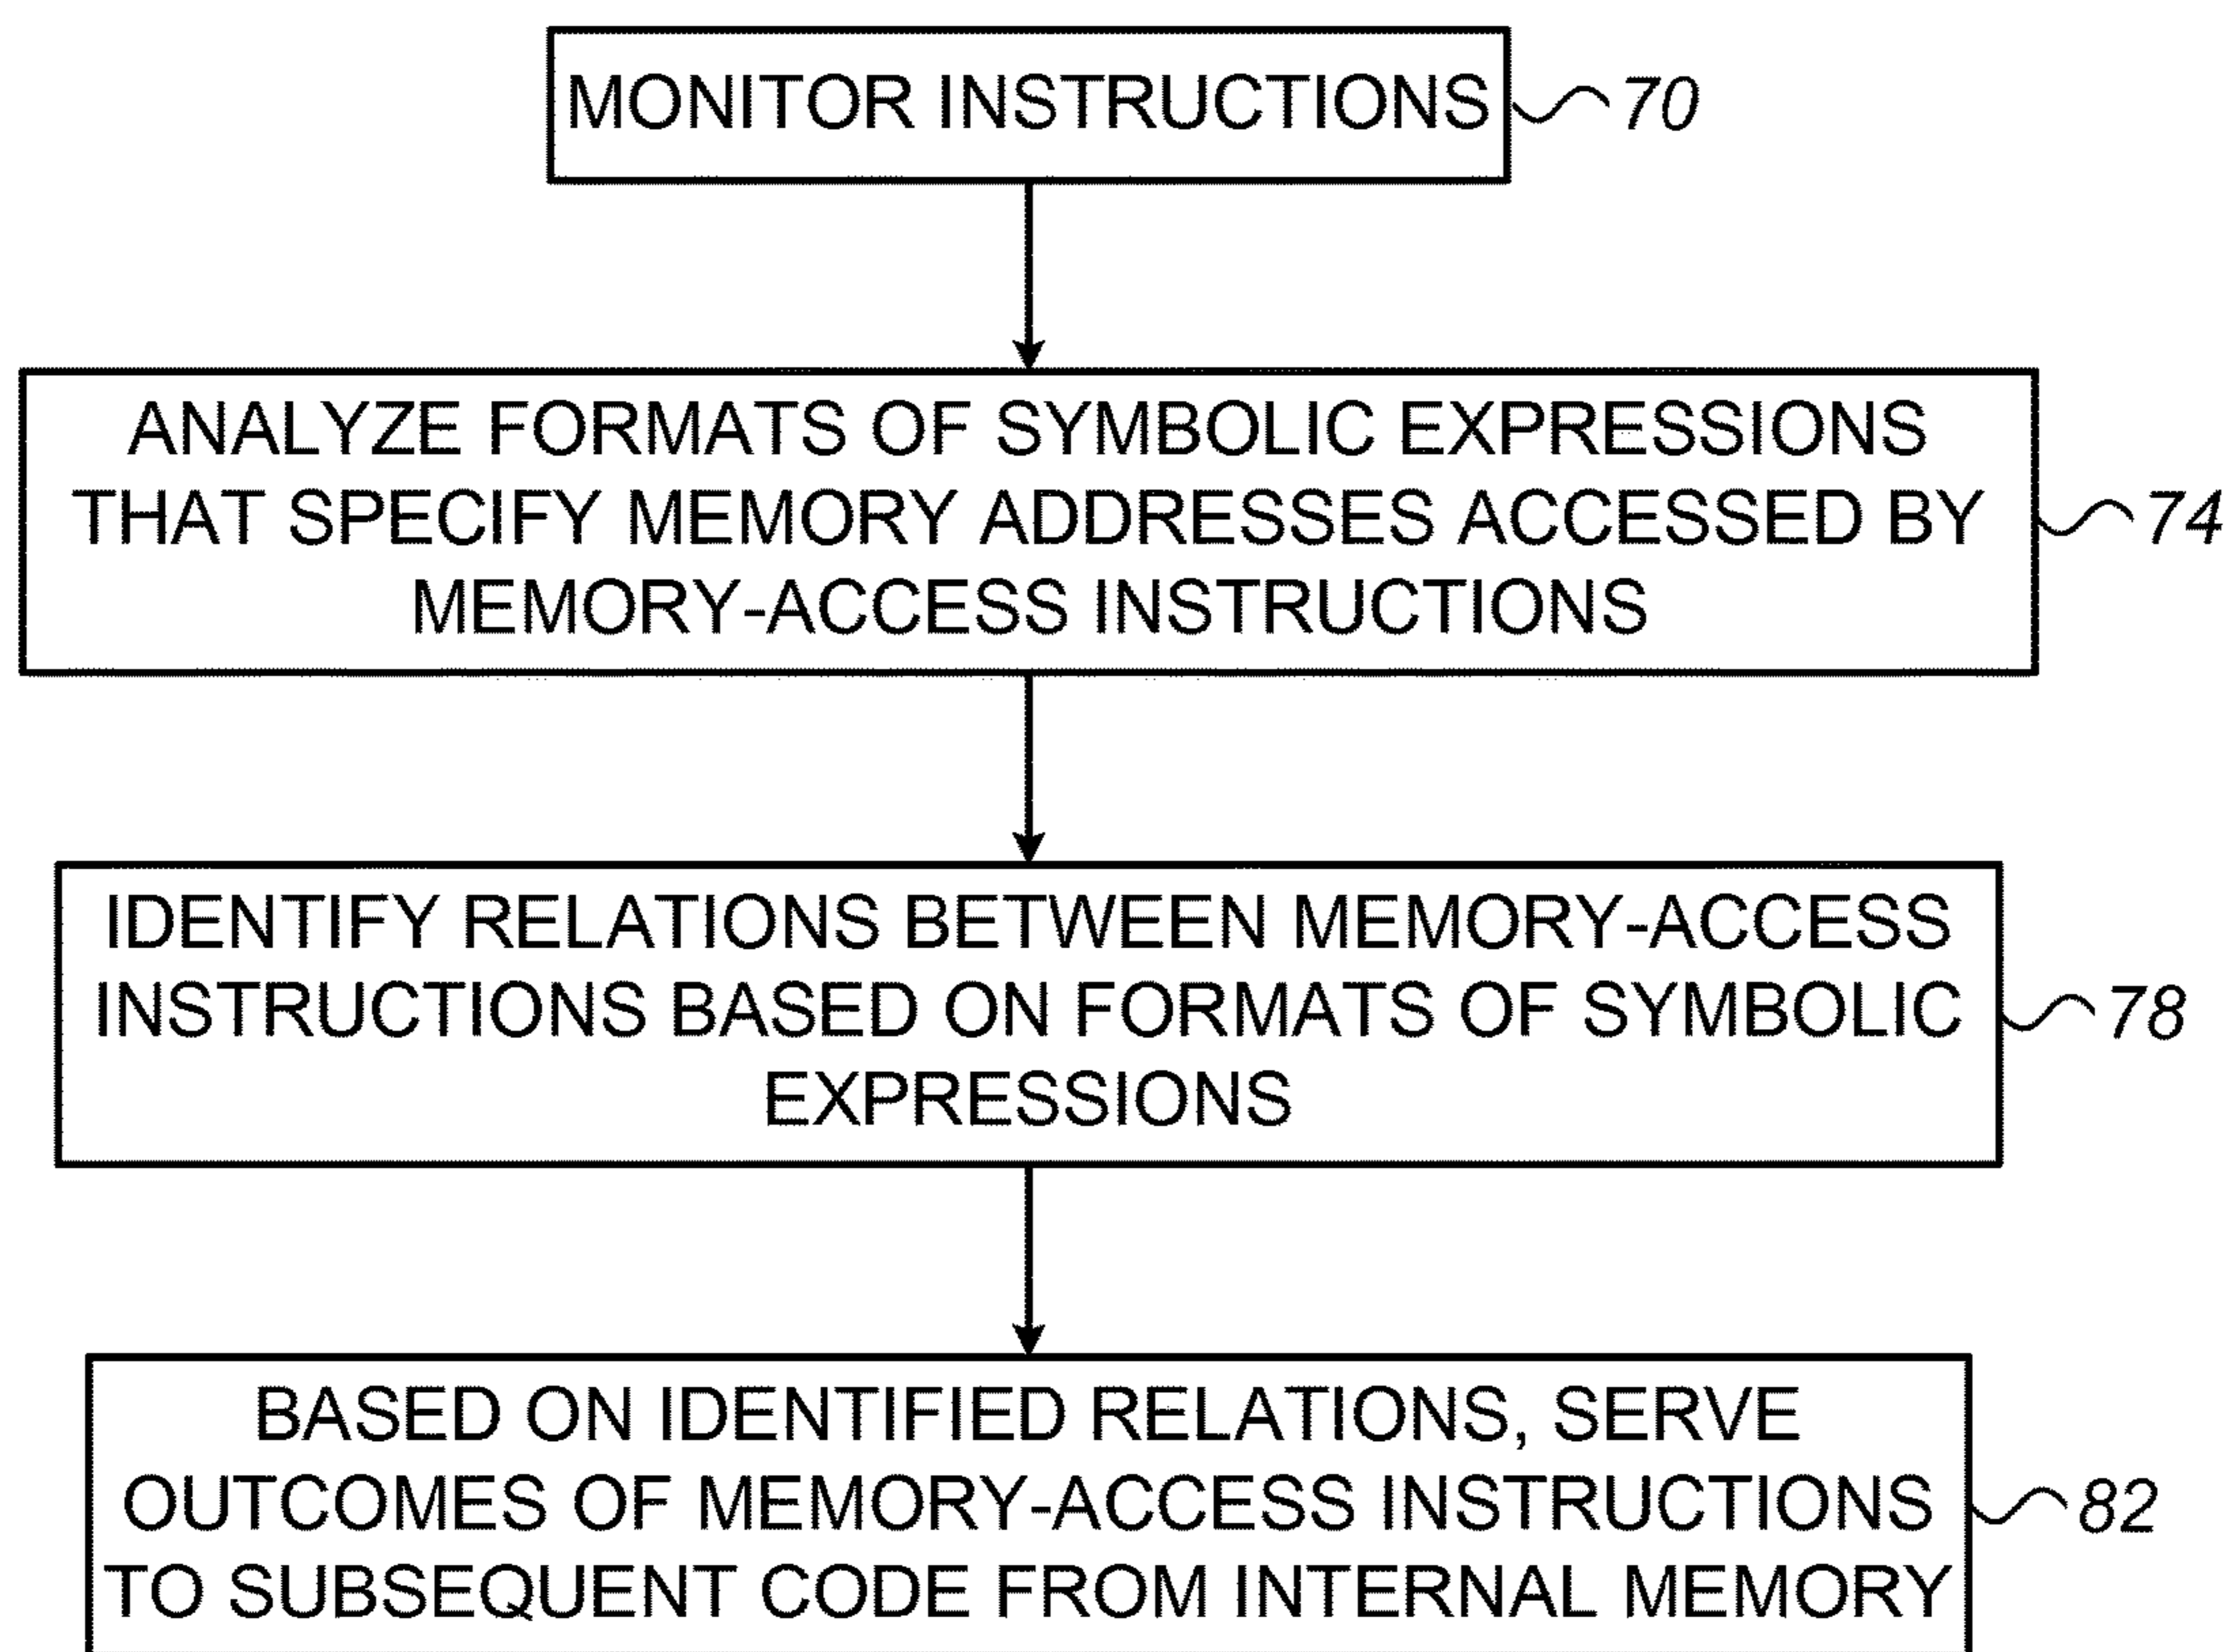 MONITOR INSTRUCTIONS 70
ANALYZE FORMATS OF SYMBOLIC EXPRESSIONS
THAT SPECIFY MEMORY ADDRESSES ACCESSED BY 74
MEMORY-ACCESS INSTRUCTIONS
IDENTIFY RELATIONS BETWEEN MEMORY-ACCESS
INSTRUCTIONS BASED ON FORMATS OF SYMBOLIC 78
EXPRESSIONS
BASED ON IDENTIFIED RELATIONS, SERVE
OUTCOMES OF MEMORY-ACCESS INSTRUCTIONS 82
TO SUBSEQUENT CODE FROM INTERNAL MEMORY